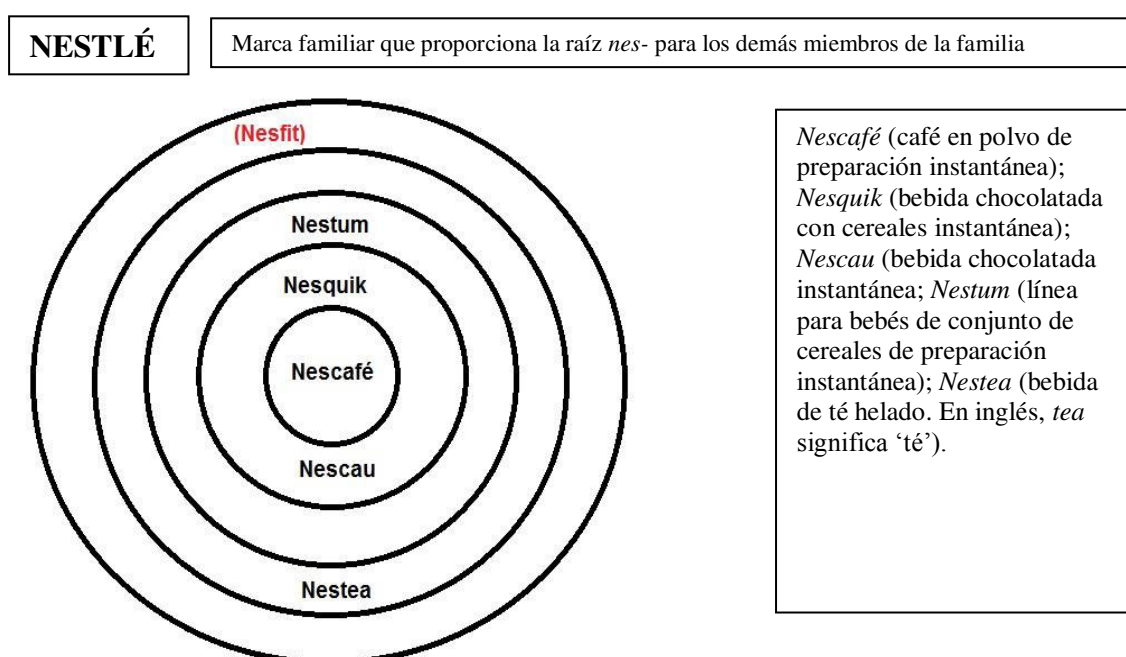 NESTLÉ
Marca familiar que proporciona la raíz nes- para los demás miembros de la familia
(Nesfit)
Nestum
Nesquik
Nescafé
Nescau
Nestea
Nescafé (café en polvo de
preparación instantánea);
Nesquik (bebida chocolatada
con cereales instantánea);
Nescau (bebida chocolatada
instantánea; Nestum (línea
para bebés de conjunto de
cereales de preparación
instantánea); Nestea (bebida
de té helado. En inglés, tea
significa ‘té’).